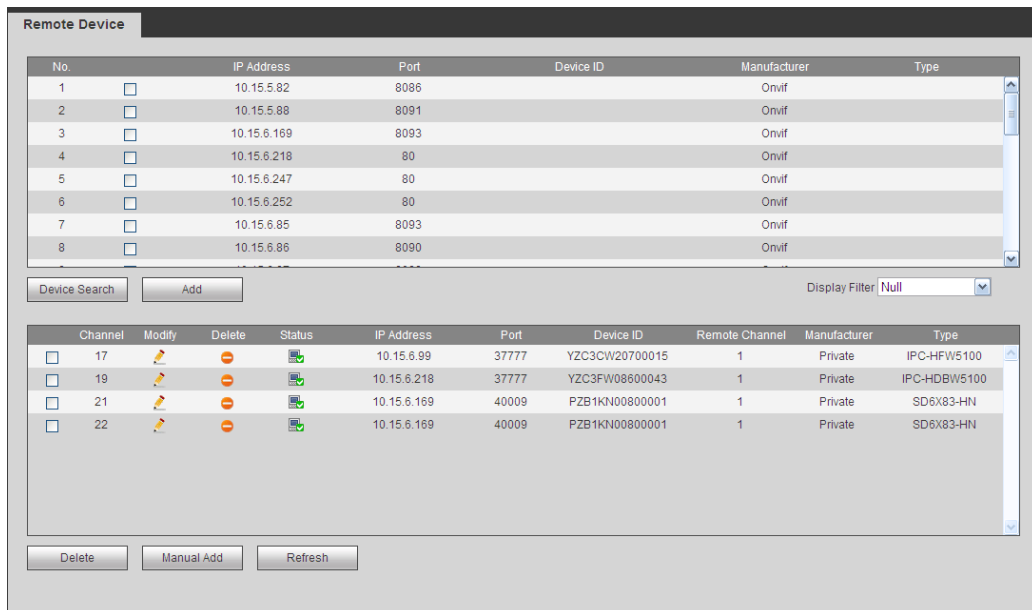 Remote Device
No. IP Address Port Device ID Manufacturer Type
1 10.15.5.82 8086 Onvif
2 10.15.5.88 8091 Onvif
3 10.15.6.169 8093 Onvif
4 10.15.6.218 80 Onvif
5 10.15.6.247 80 Onvif
6 10.15.6.252 80 Onvif
7 10.15.6.85 8093 Onvif
8 10.15.6.86 8090 Onvif
Device Search Add Display Filter Null
Channel Modify Delete Status IP Address Port Device ID Remote Channel Manufacturer Type
17 10.15.6.99 37777 YZC3CW20700015 1 Private IPC-HFW5100
19 10.15.6.218 37777 YZC3FW08600043 1 Private IPC-HDBW5100
21 10.15.6.169 40009 PZB1KN00800001 1 Private SD6X83-HN
22 10.15.6.169 40009 PZB1KN00800001 1 Private SD6X83-HN
Delete Manual Add Refresh